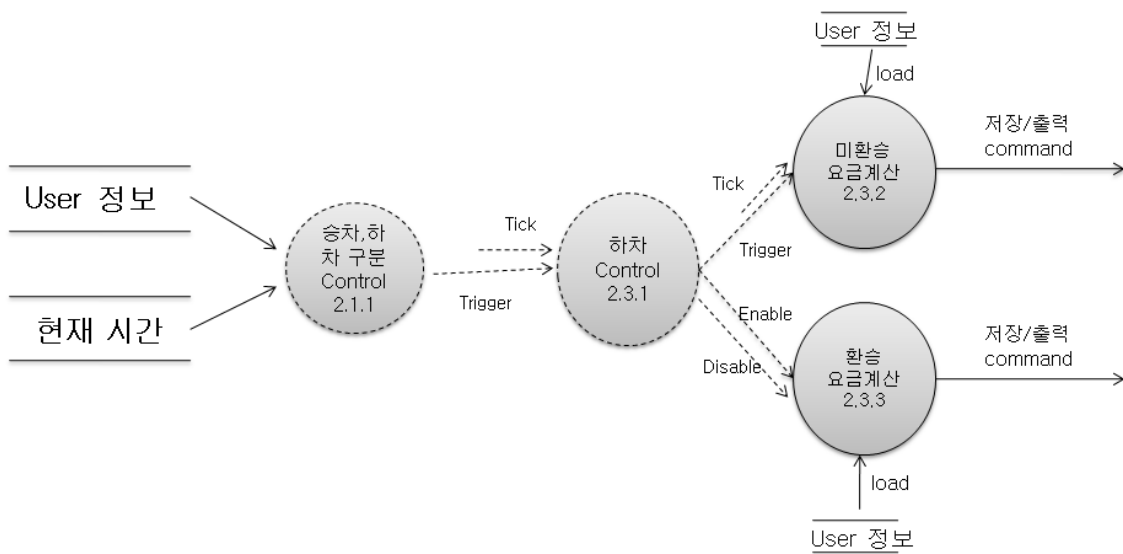 User 정보
load
미환승
요금계산
2.3.2
저장/출력
command
Tick
Trigger
User 정보
현재 시간
승차,하
차 구분
Control
2.1.1
Tick
Trigger
하차
Control
2.3.1
Enable
Disable
환승
요금계산
2.3.3
저장/출력
command
load
User 정보